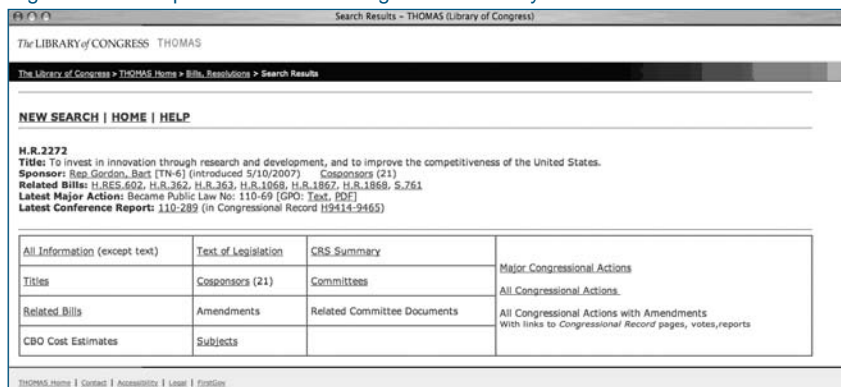 Search Results – THOMAS (Library of Congress)
The LIBRARY of CONGRESS THOMAS
The Library of Congress > THOMAS Home > Bills, Resolutions > Search Results
NEW SEARCH | HOME | HELP
H.R.2272
Title: To invest in innovation through research and development, and to improve the competitiveness of the United States.
Sponsor: Rep Gordon, Bart [TN-6] (introduced 5/10/2007) Cosponsors (21)
Related Bills: H.RES.602, H.R.362, H.R.363, H.R.1068, H.R.1867, H.R.1868, S.761
Latest Major Action: Became Public Law No: 110-69 [GPO: Text, PDF]
Latest Conference Report: 110-289 (in Congressional Record H9414-9465)
All Information (except text) Text of Legislation CRS Summary
Major Congressional Actions
Titles Cosponsors (21) Committees
All Congressional Actions
Related Bills Amendments Related Committee Documents
All Congressional Actions with Amendments
With links to Congressional Record pages, votes,reports
CBO Cost Estimates Subjects
THOMAS Home | Contact | Accessibility | Legal | FirstGov